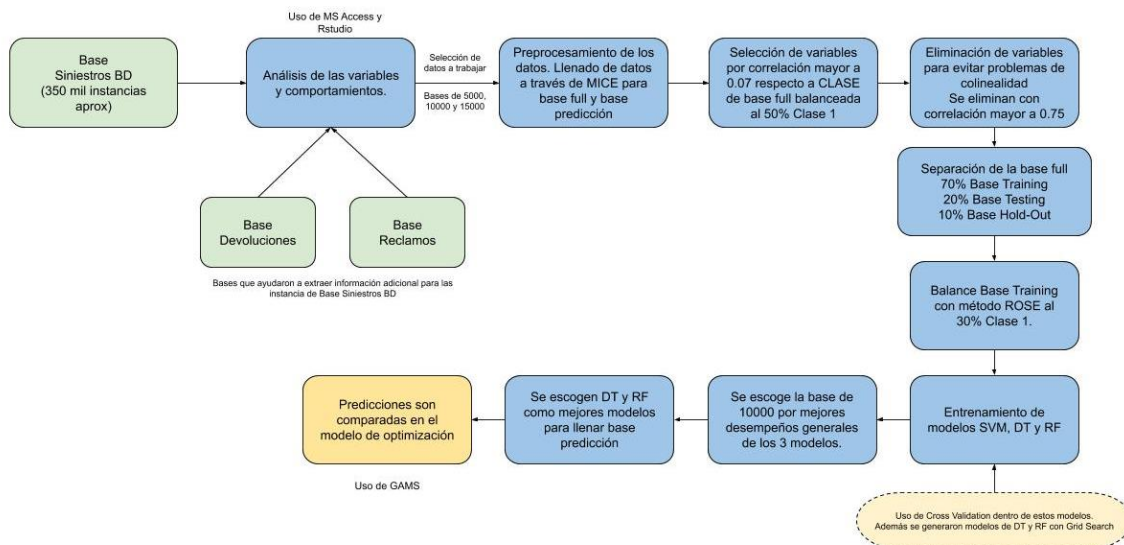 Uso de MS Access y
Rstudio
Base
Siniestros BD
(350 mil instancias
aprox)
Análisis de las variables
y comportamientos.
Selección de
datos a trabajar
Bases de 5000,
10000 y 15000
Preprocesamiento de los
datos. Llenado de datos
a través de MICE para
base full y base
predicción
Selección de variables
por correlación mayor a
0.07 respecto a CLASE
de base full balanceada
al 50% Clase 1
Eliminación de variables
para evitar problemas de
colinealidad
Se eliminan con
correlación mayor a 0.75
Base
Devoluciones
Base
Reclamos
Bases que ayudaron a extraer información adicional para las
instancia de Base Siniestros BD
Separación de la base full
70% Base Training
20% Base Testing
10% Base Hold-Out
Balance Base Training
con método ROSE al
30% Clase 1.
Entrenamiento de
modelos SVM, DT y RF
Uso de Cross Validation dentro de estos modelos.
Además se generaron modelos de DT y RF con Grid Search
Se escoge la base de
10000 por mejores
desempeños generales
de los 3 modelos.
Se escogen DT y RF
como mejores modelos
para llenar base
predicción
Predicciones son
comparadas en el
modelo de optimización
Uso de GAMS